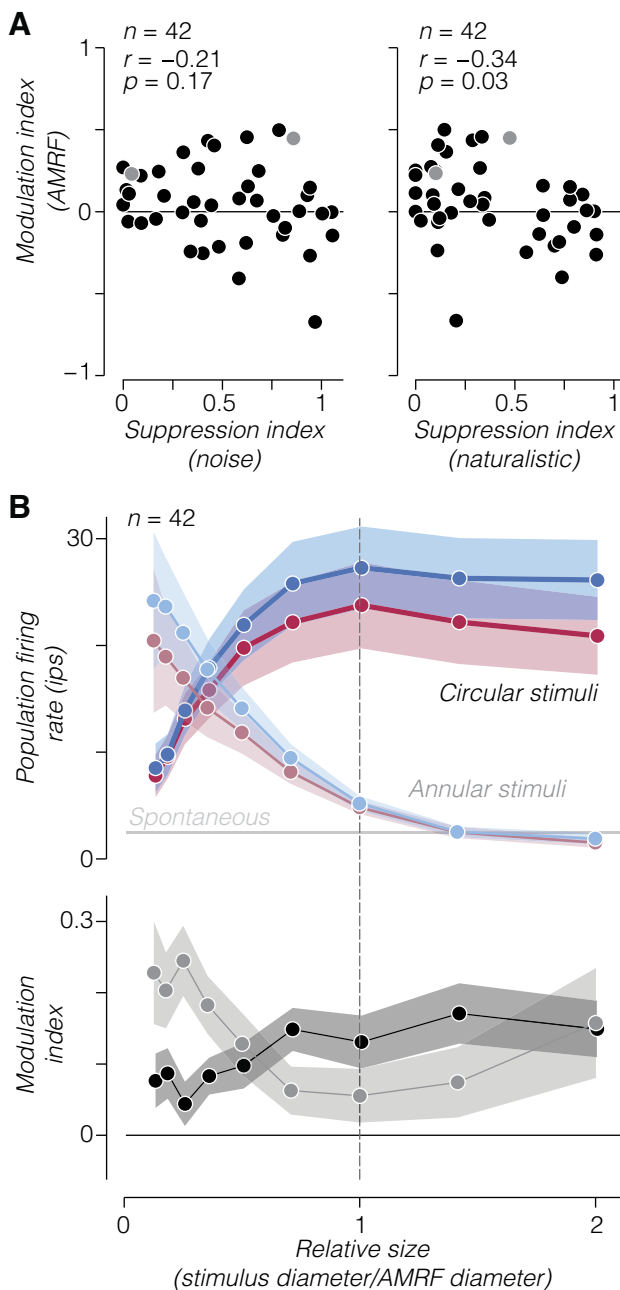 A
n = 42
r = −0.21
p = 0.17
n = 42
r = −0.34
p = 0.03
Modulation index
(AMRF)
1
0
−1
0
0.5
1
0
0.5
1
Suppression index
(noise)
Suppression index
(naturalistic)
B
n = 42
Population firing
rate (ips)
30
0
Circular stimuli
Annular stimuli
Spontaneous
Modulation
index
0.3
0
0
1
2
Relative size
(stimulus diameter/AMRF diameter)